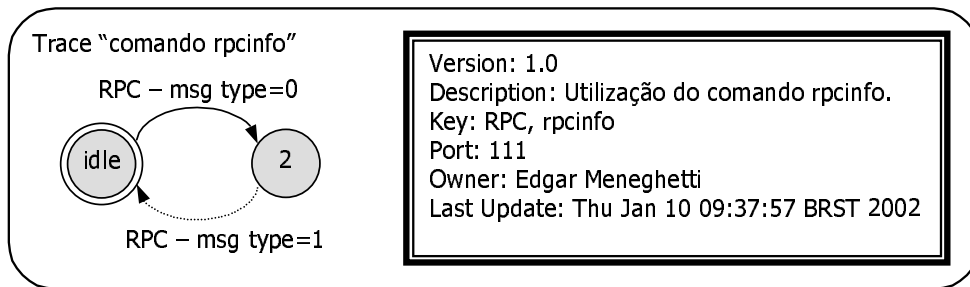 Trace “comando rpcinfo”
RPC – msg type=0
idle
2
RPC – msg type=1
Version: 1.0
Description: Utilização do comando rpcinfo.
Key: RPC, rpcinfo
Port: 111
Owner: Edgar Meneghetti
Last Update: Thu Jan 10 09:37:57 BRST 2002